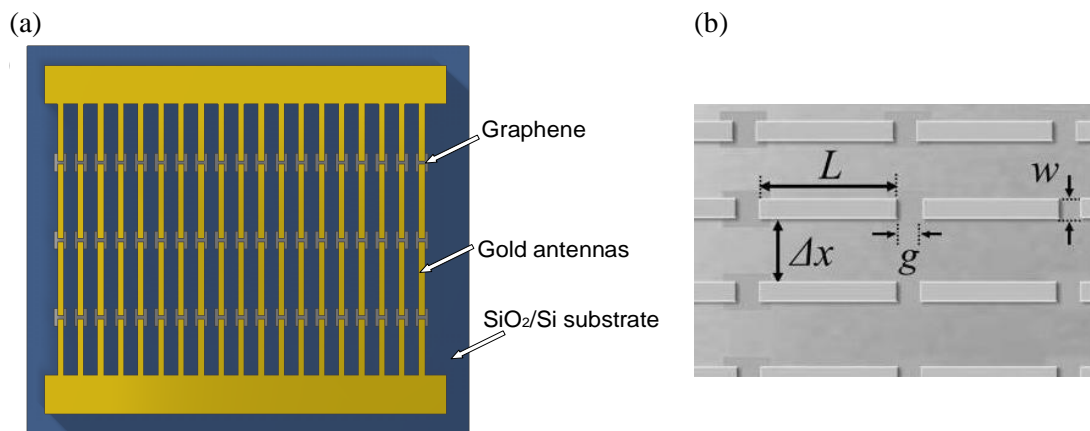 (a)
(b)
Graphene
Gold antennas
SiO₂/Si substrate
L
w
Δx
g